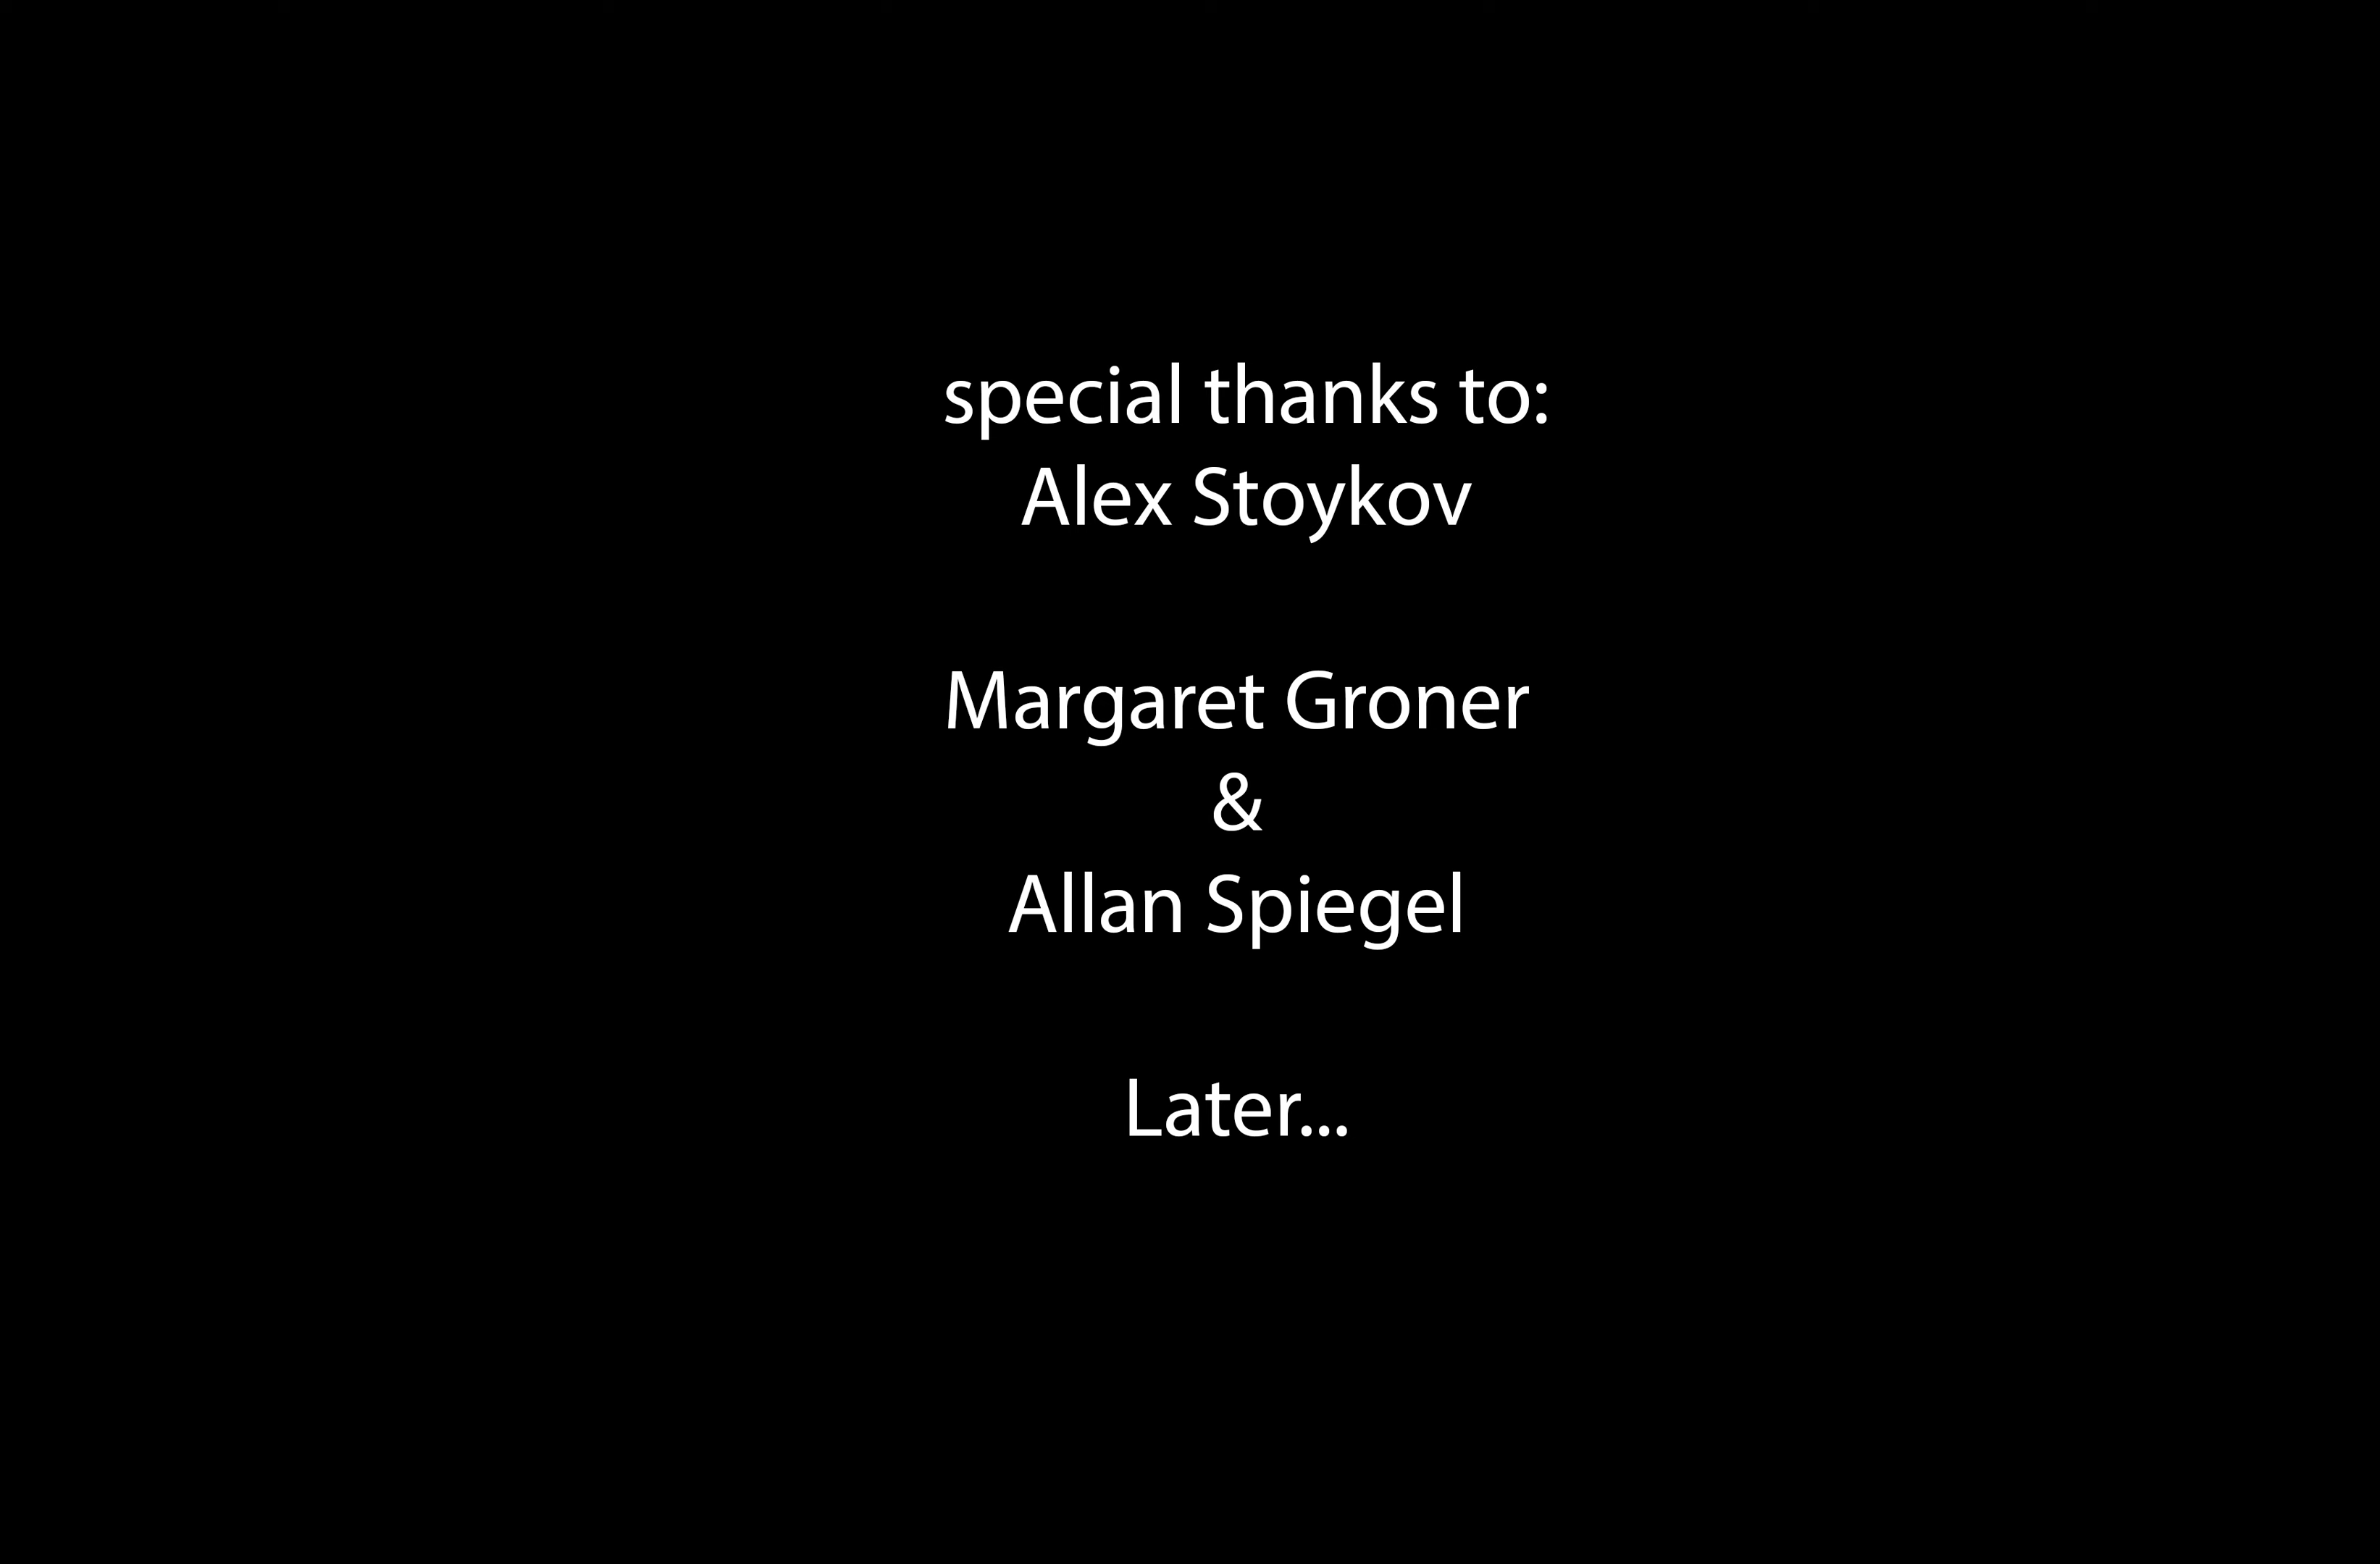 special thanks to:
Alex Stoykov
Margaret Groner
&
Allan Spiegel
Later...